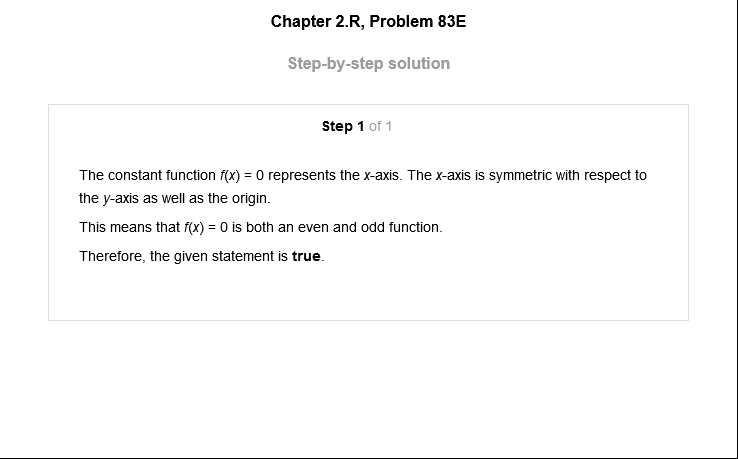 Chapter 2.R, Problem 83E
Step-by-step solution
Step 1 of 1
The constant function f(x) = 0 represents the x-axis. The x-axis is symmetric with respect to
the y-axis as well as the origin.
This means that f(x) = 0 is both an even and odd function.
Therefore, the given statement is true.